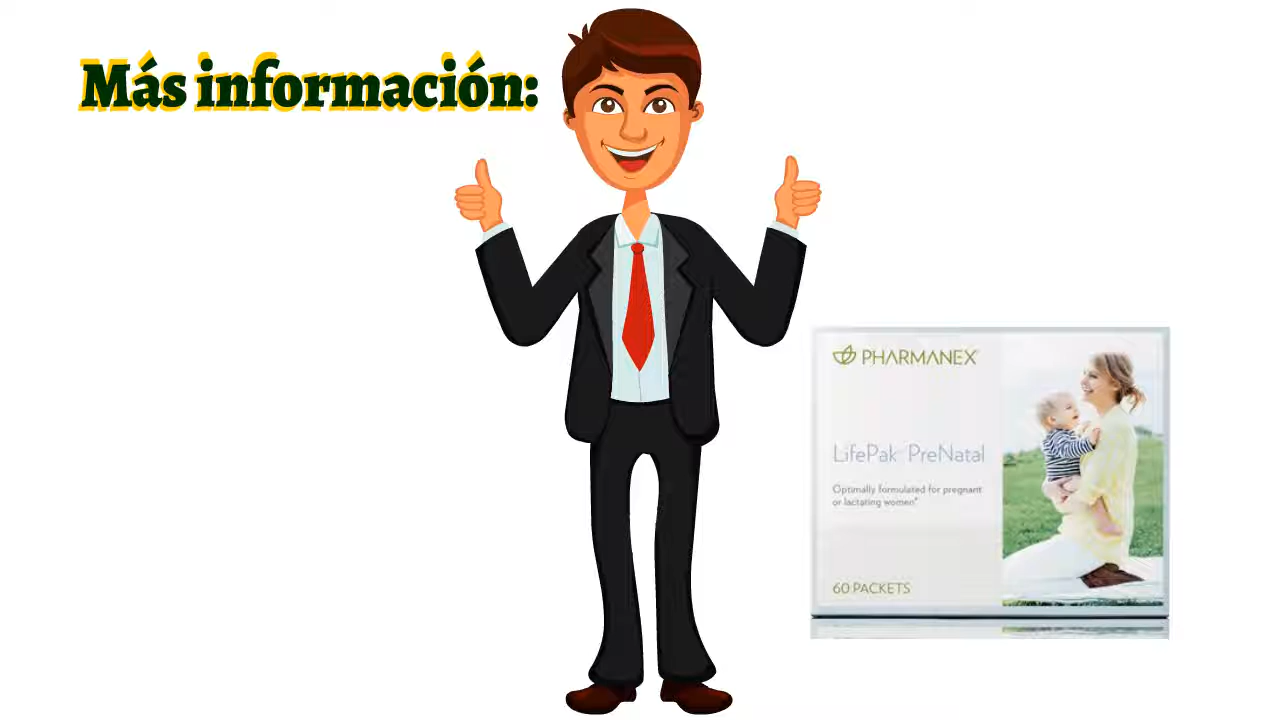 Más información:
PHARMANEX
LifePak PreNatal
Optimally formulated for pregnant
or lactating women*
60 PACKETS